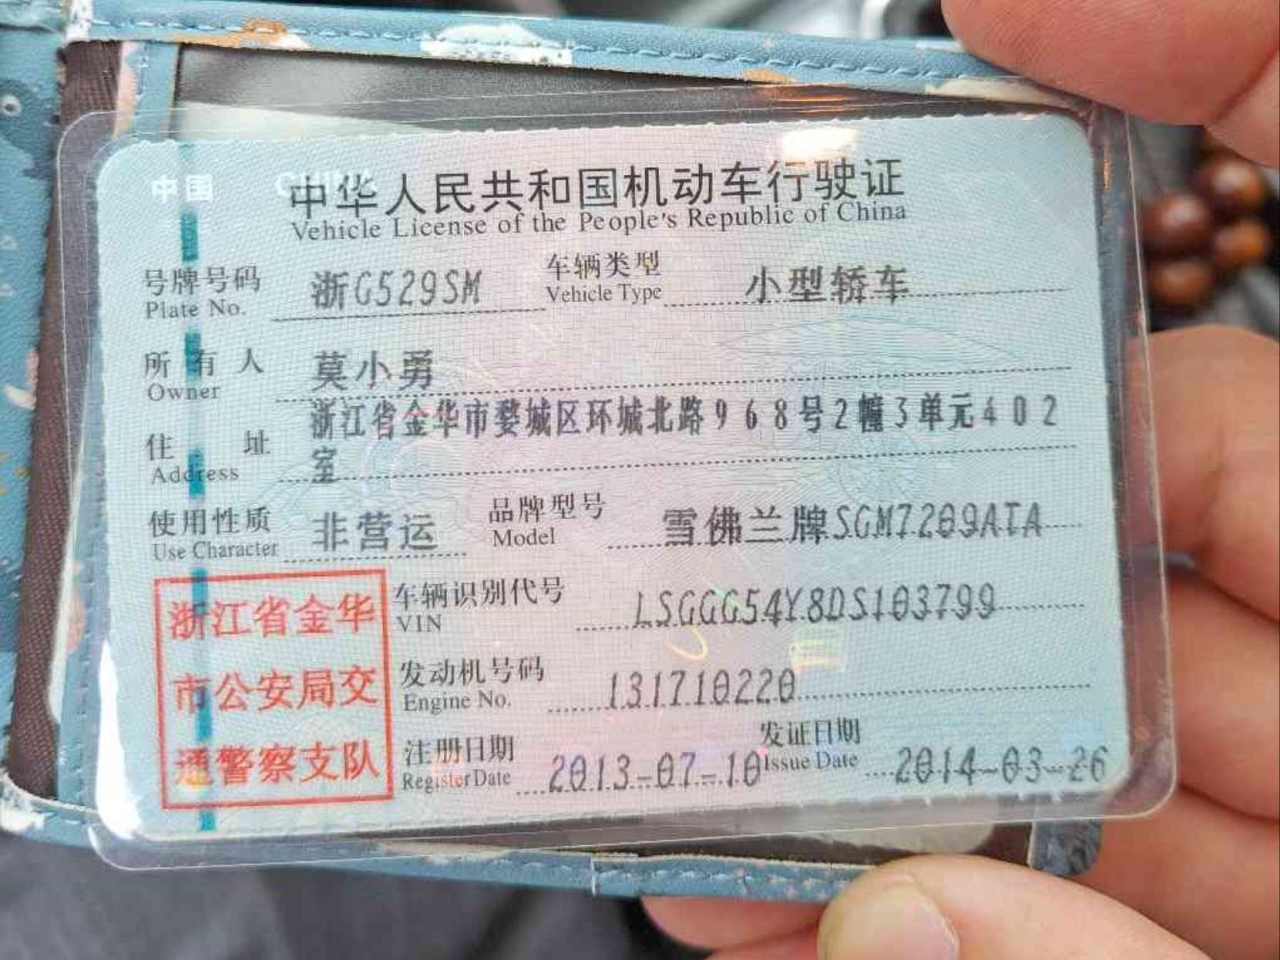 中国
中华人民共和国机动车行驶证
Vehicle License of the People's Republic of China
号牌号码 浙G529SM 车辆类型 小型轿车
Plate No. Vehicle Type
所有人 莫小勇
Owner
住址 浙江省金华市婺城区环城北路968号2幢3单元402
室
Address
使用性质 非营运 品牌型号 雪佛兰牌SGM7209ATA
Use Character Model
浙江省金华
市公安局交
通警察支队
车辆识别代号 LSGGG54Y8DS103799
VIN
发动机号码 131710220
Engine No.
注册日期 2013-07-10 发证日期 2014-03-26
Register Date Issue Date